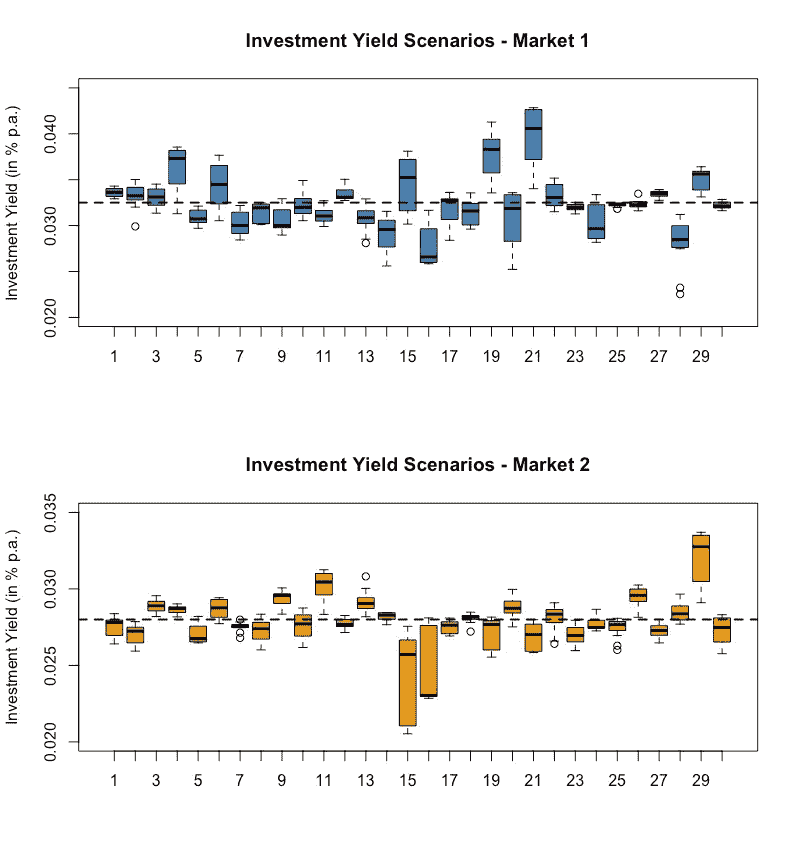 Investment Yield Scenarios - Market 1
Investment Yield (in % p.a.)
0.040
0.030
0.020
1 3 5 7 9 11 13 15 17 19 21 23 25 27 29
Investment Yield Scenarios - Market 2
Investment Yield (in % p.a.)
0.035
0.030
0.025
0.020
1 3 5 7 9 11 13 15 17 19 21 23 25 27 29